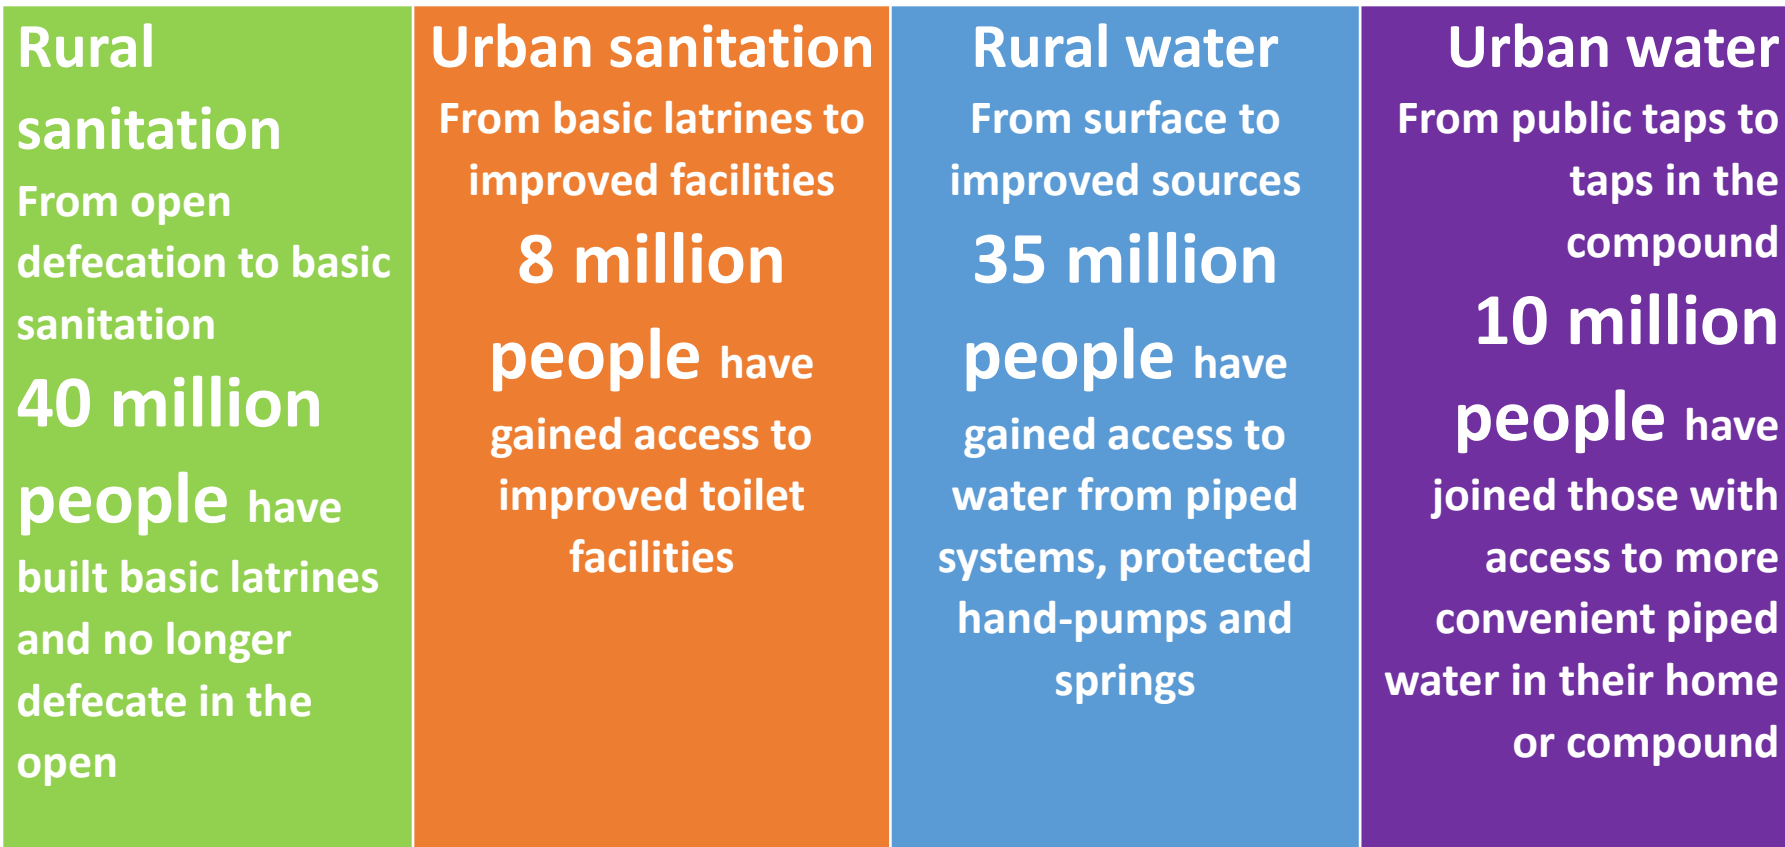 Rural
sanitation
From open
defecation to basic
sanitation
40 million
people have
built basic latrines
and no longer
defecate in the
open
Urban sanitation
From basic latrines to
improved facilities
8 million
people have
gained access to
improved toilet
facilities
Rural water
From surface to
improved sources
35 million
people have
gained access to
water from piped
systems, protected
hand-pumps and
springs
Urban water
From public taps to
taps in the
compound
10 million
people have
joined those with
access to more
convenient piped
water in their home
or compound